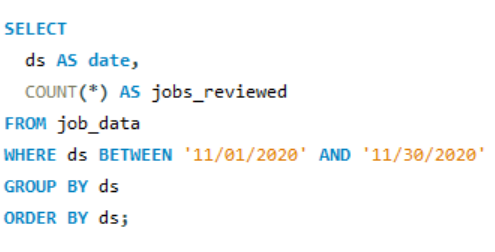 SELECT
  ds AS date,
  COUNT(*) AS jobs_reviewed
FROM job_data
WHERE ds BETWEEN '11/01/2020' AND '11/30/2020'
GROUP BY ds
ORDER BY ds;